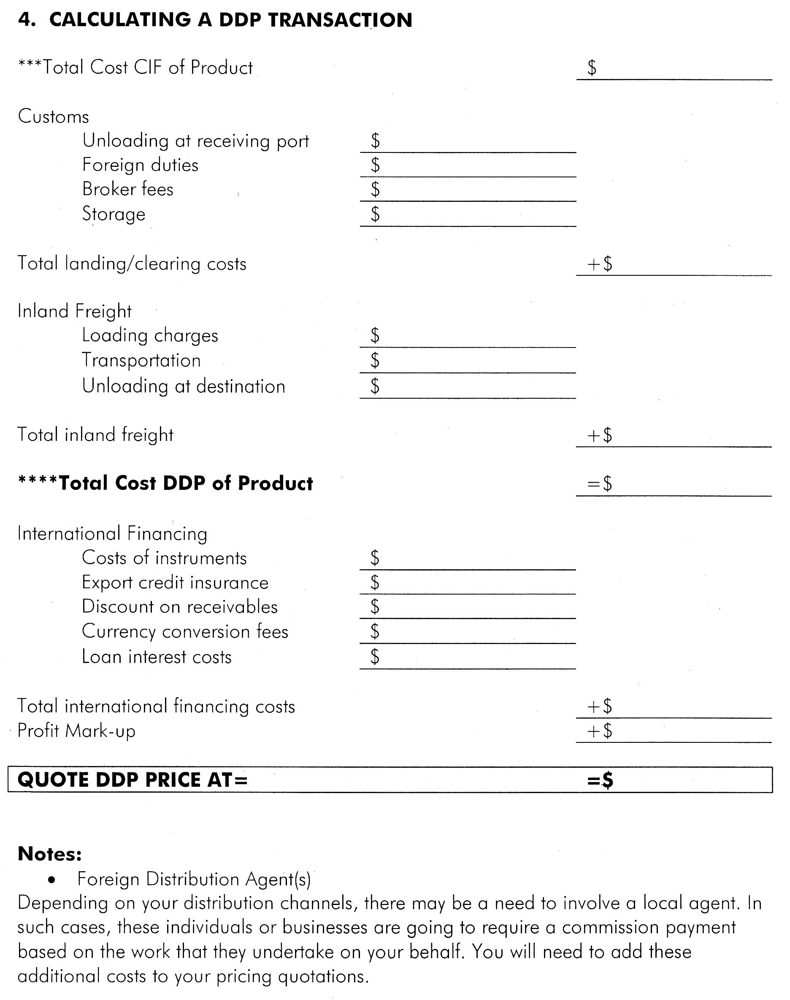 4. CALCULATING A DDP TRANSACTION
***Total Cost CIF of Product $
Customs
Unloading at receiving port $
Foreign duties $
Broker fees $
Storage $
Total landing/clearing costs +$
Inland Freight
Loading charges $
Transportation $
Unloading at destination $
Total inland freight +$
****Total Cost DDP of Product =$
International Financing
Costs of instruments $
Export credit insurance $
Discount on receivables $
Currency conversion fees $
Loan interest costs $
Total international financing costs +$
Profit Mark-up +$
QUOTE DDP PRICE AT= =$
Notes:
• Foreign Distribution Agent(s)
Depending on your distribution channels, there may be a need to involve a local agent. In
such cases, these individuals or businesses are going to require a commission payment
based on the work that they undertake on your behalf. You will need to add these
additional costs to your pricing quotations.